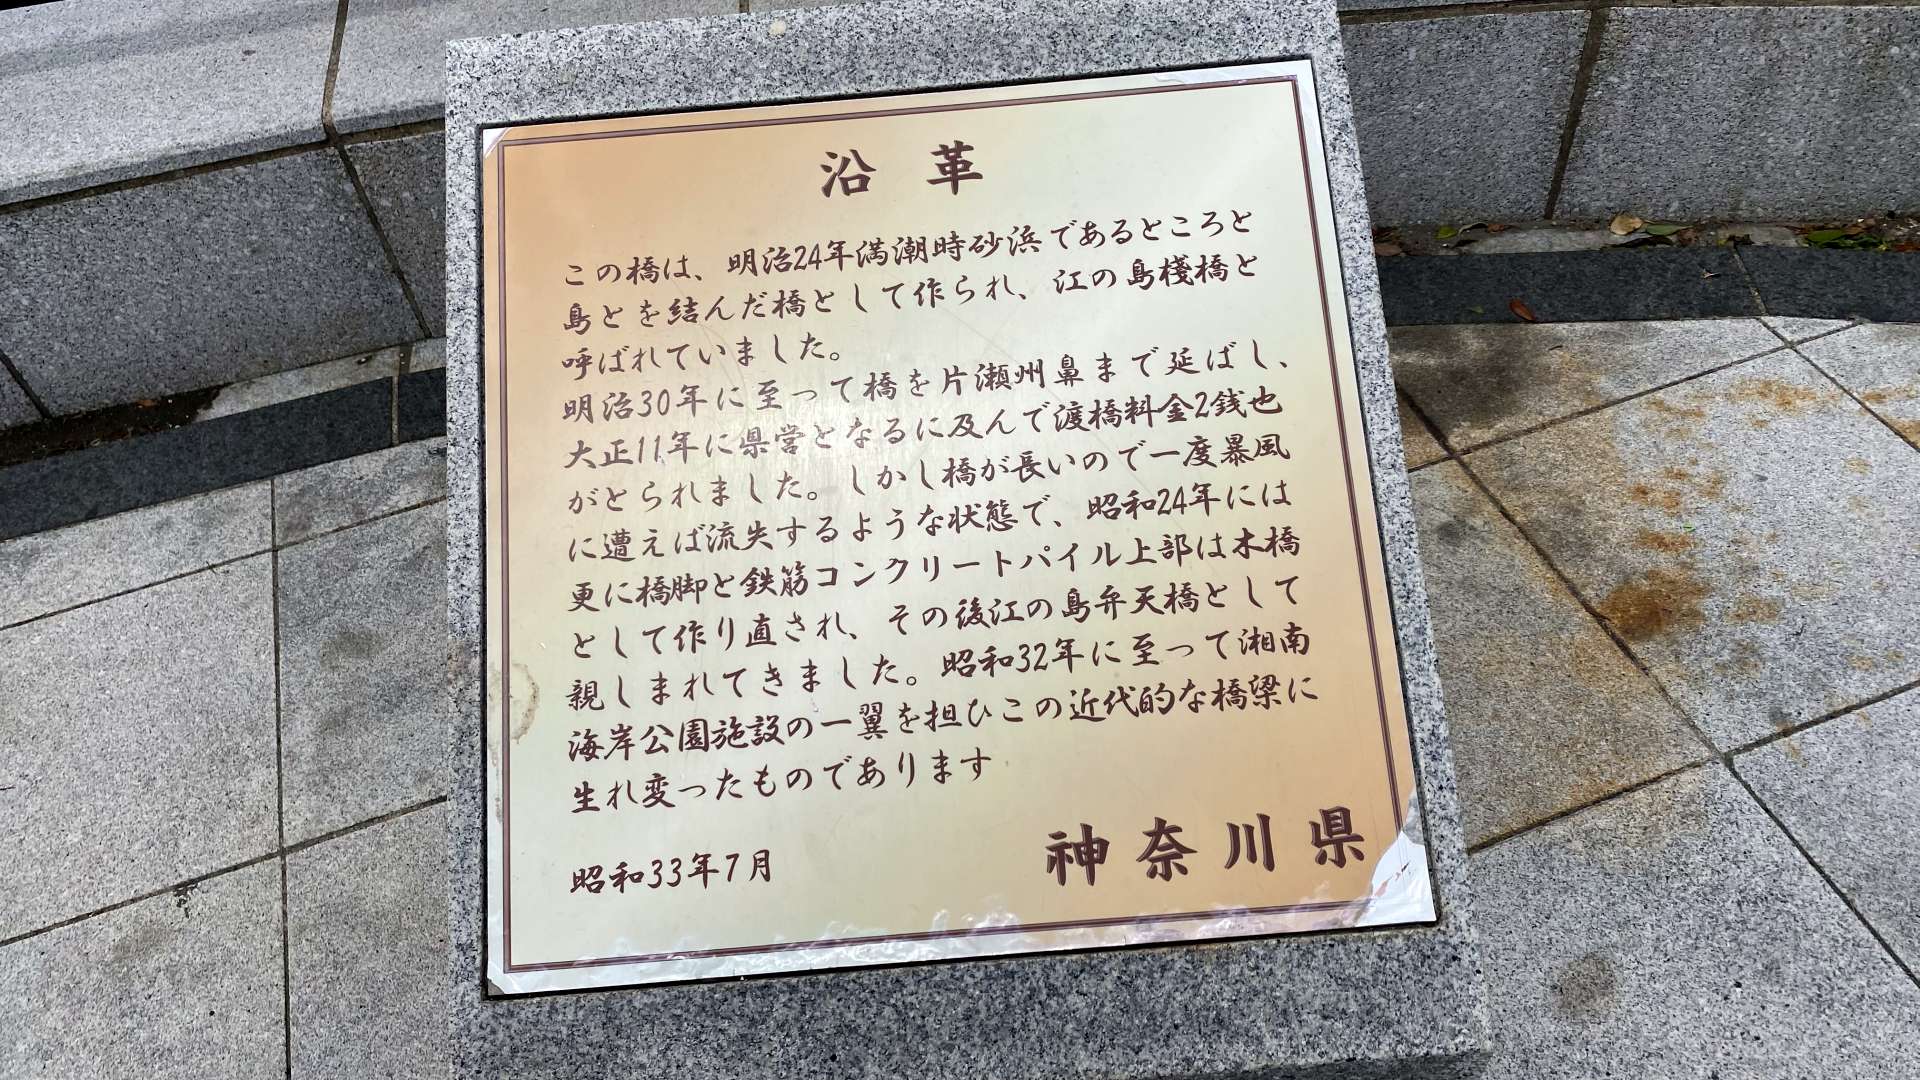 沿革
この橋は、明治24年満潮時砂浜であるところと
島とを結んだ橋として作られ、江の島棧橋と
呼ばれていました。
明治30年に至って橋を片瀬州鼻まで延ばし、
大正11年に県営となるに及んで渡橋料金2銭也
がとられました。しかし橋が長いので一度暴風
に遭えば流失するような状態で、昭和24年には
更に橋脚と鉄筋コンクリートパイル上部は木橋
として作り直され、その後江の島弁天橋として
親しまれてきました。昭和32年に至って湘南
海岸公園施設の一翼を担ひこの近代的な橋梁に
生れ変ったものであります
昭和33年7月
神奈川県